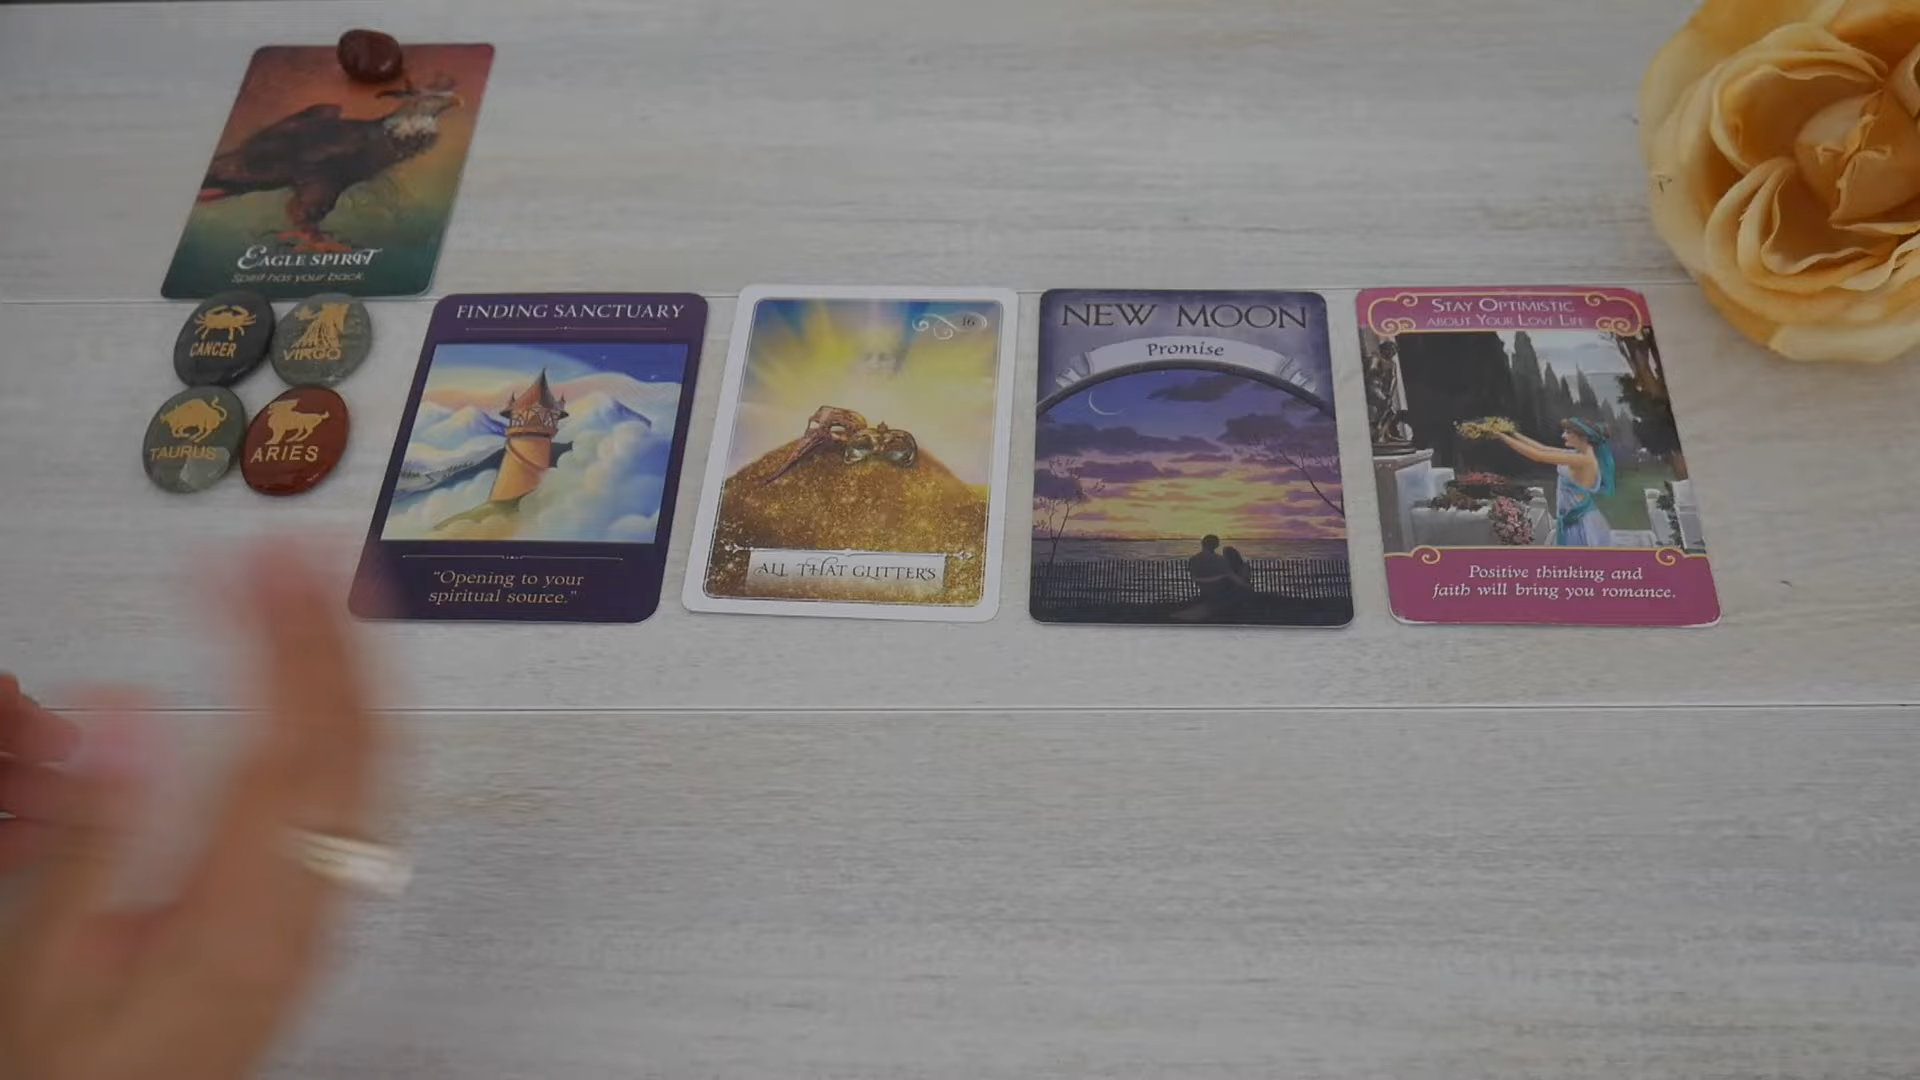 EAGLE SPIRIT
Spirit has your back.
CANCER
VIRGO
TAURUS
ARIES
FINDING SANCTUARY
"Opening to your
spiritual source."
16
ALL THAT GLITTERS
NEW MOON
Promise
STAY OPTIMISTIC
ABOUT YOUR LOVE LIFE
Positive thinking and
faith will bring you romance.